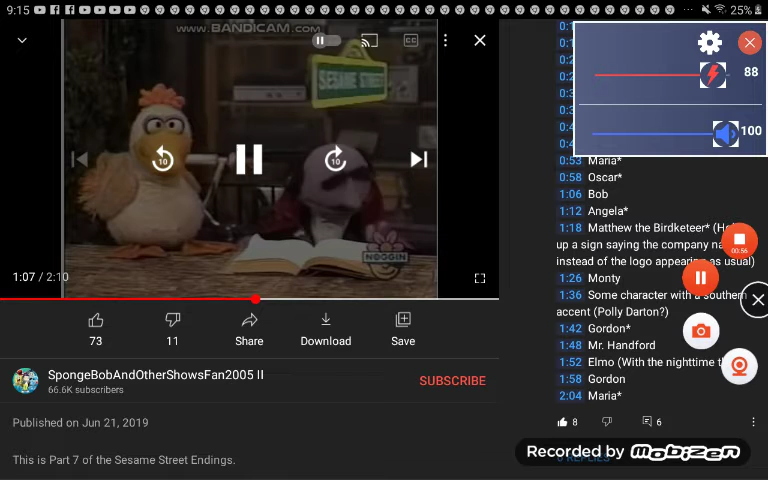 9:15
25%
WWW.BANDICAM.COM
CC
SESAME STREET
10
10
NOGGIN
1:07 / 2:10
73
11
Share
Download
Save
SpongeBobAndOtherShowsFan2005 II
66.6K subscribers
SUBSCRIBE
Published on Jun 21, 2019
This is Part 7 of the Sesame Street Endings.
88
100
0:53 Maria*
0:58 Oscar*
1:06 Bob
1:12 Angela*
1:18 Matthew the Birdketeer*
up a sign saying the company
instead of the logo appearing as usual)
1:26 Monty
1:36 Some character with a southern
accent (Polly Darton?)
1:42 Gordon*
1:48 Mr. Handford
1:52 Elmo (With the nighttime
1:58 Gordon
2:04 Maria*
00:56
8
6
Recorded by mobizen